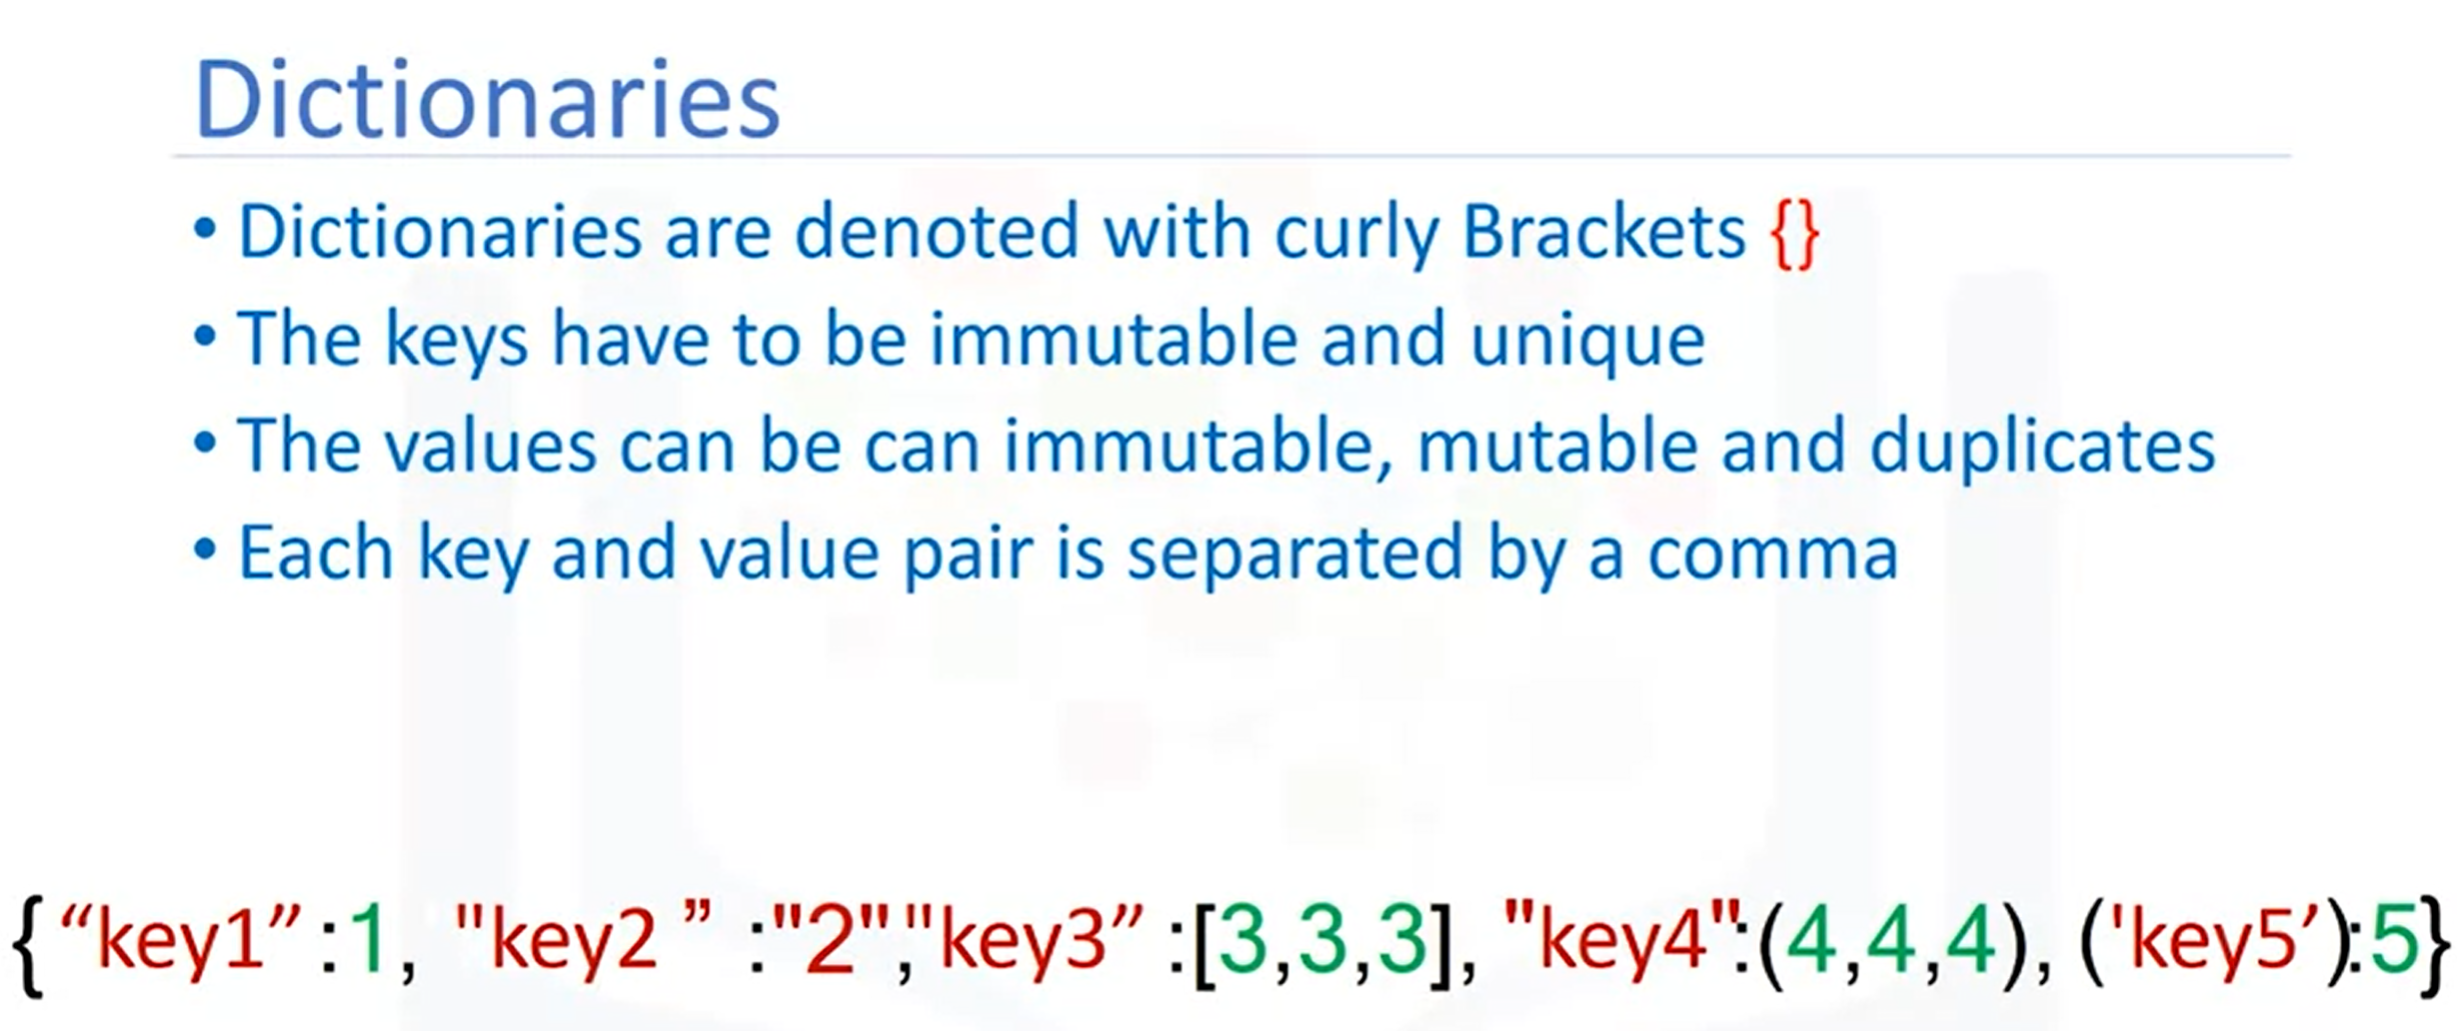 Dictionaries
• Dictionaries are denoted with curly Brackets {}
• The keys have to be immutable and unique
• The values can be can immutable, mutable and duplicates
• Each key and value pair is separated by a comma
{“key1” :1, "key2 ” :"2" ,"key3” :[3,3,3], "key4":(4,4,4), ('key5’):5}